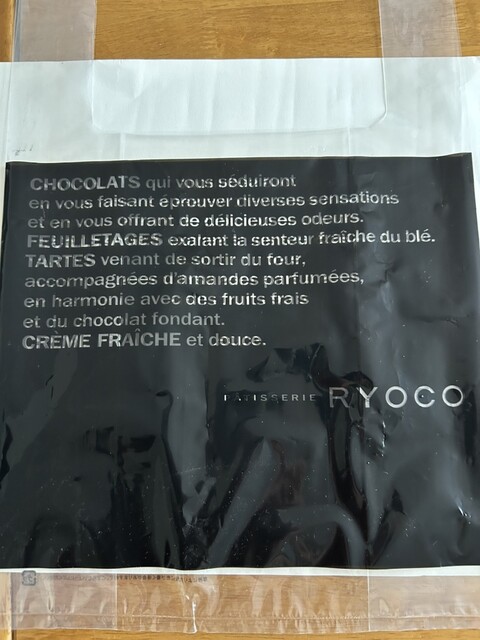 CHOCOLATS qui vous séduiront
en vous faisant éprouver diverses sensations
et en vous offrant de délicieuses odeurs.
FEUILLETAGES exalant la senteur fraîche du blé.
TARTES venant de sortir du four,
accompagnées d'amandes parfumées,
en harmonie avec des fruits frais
et du chocolat fondant.
CRÈME FRAÎCHE et douce.
PÂTISSERIE RYOCO